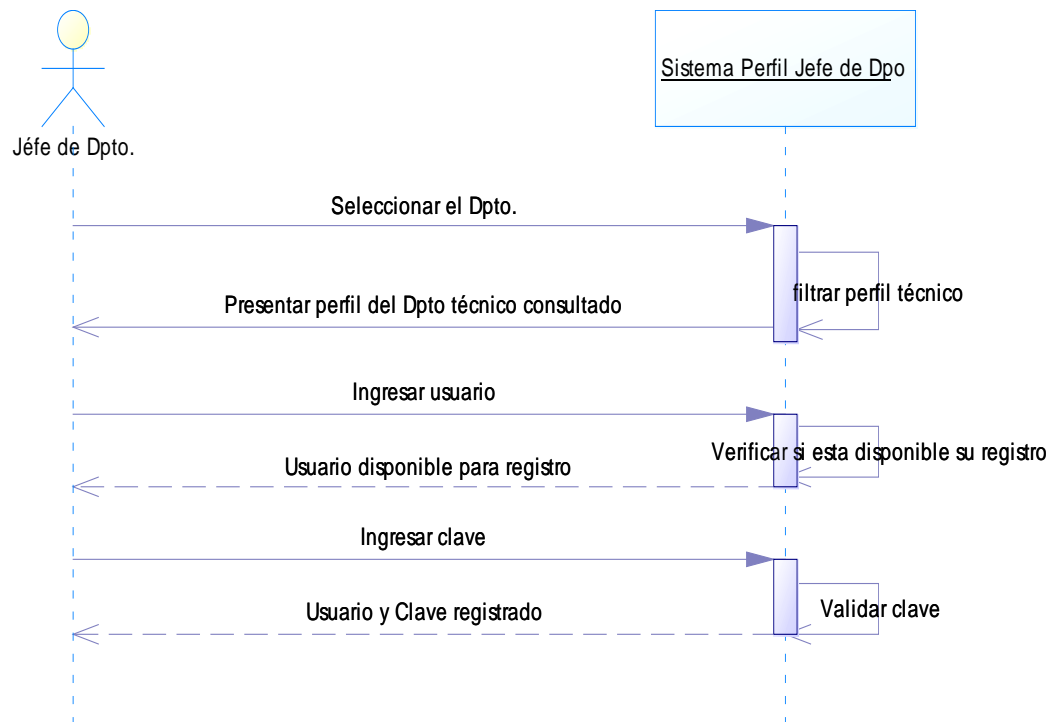 Sistema Perfil Jefe de Dpo
Jéfe de Dpto.
Seleccionar el Dpto.
filtrar perfil técnico
Presentar perfil del Dpto técnico consultado
Ingresar usuario
Verificar si esta disponible su registro
Usuario disponible para registro
Ingresar clave
Validar clave
Usuario y Clave registrado